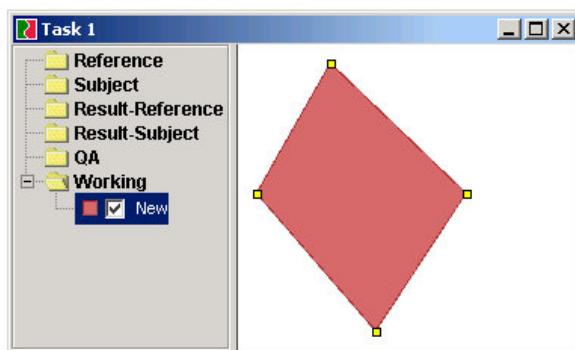 Task 1
Reference
Subject
Result-Reference
Result-Subject
QA
Working
New